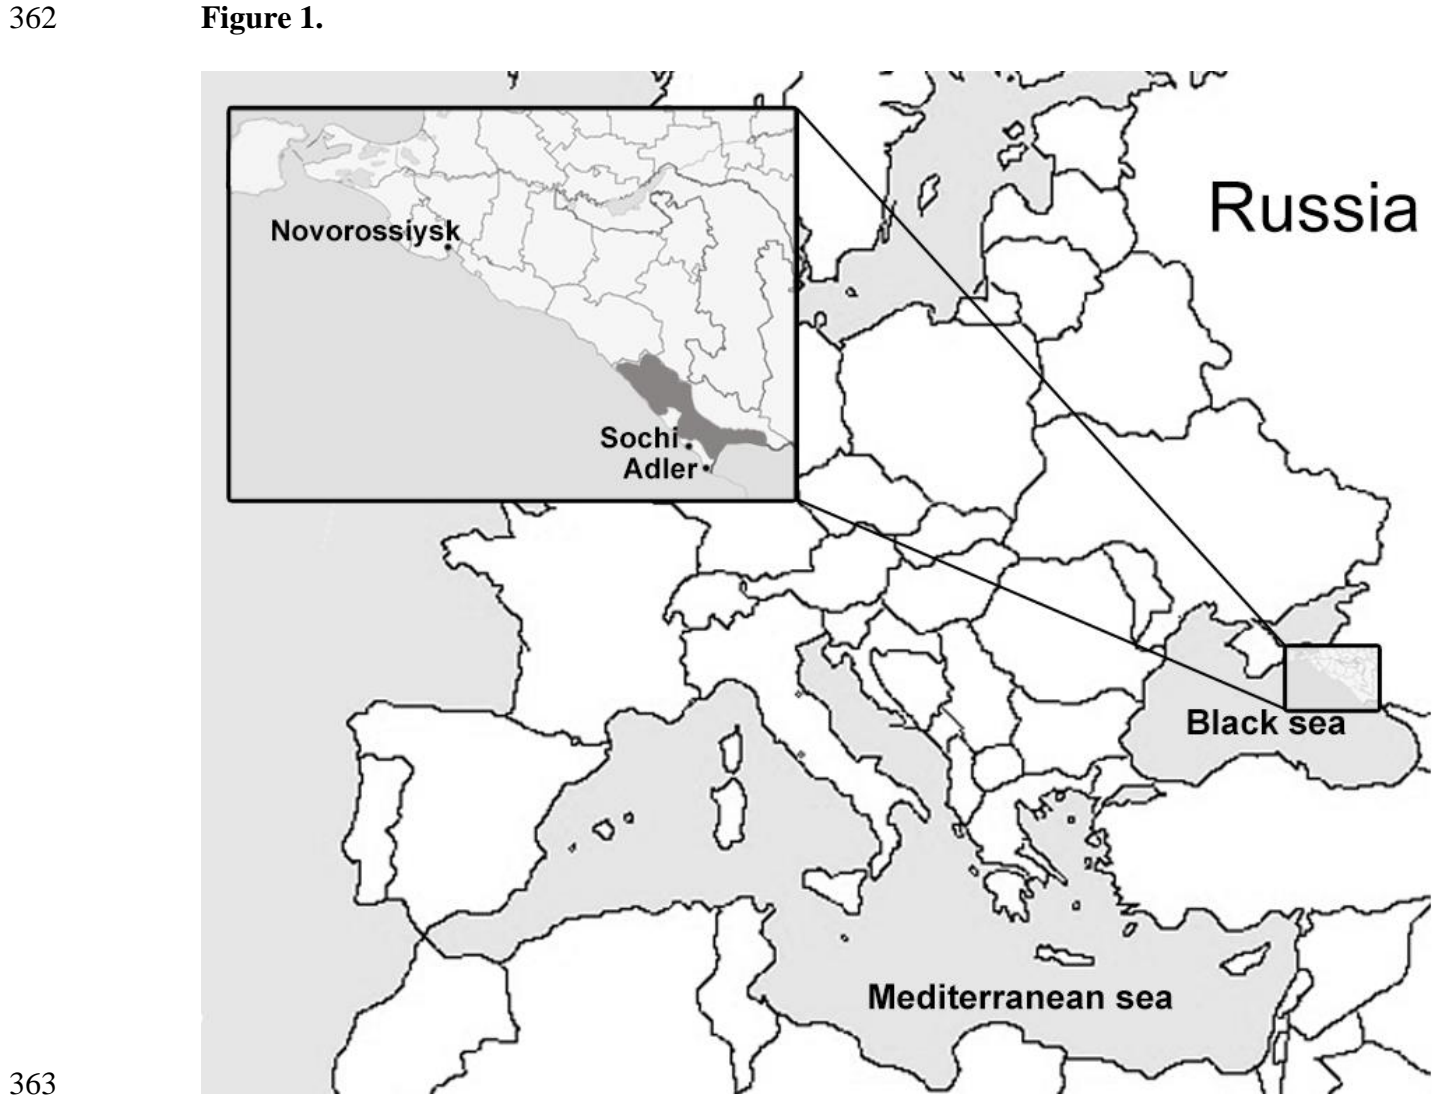 362 Figure 1.
Russia
Novorossiysk
Sochi
Adler
Black sea
Mediterranean sea
363